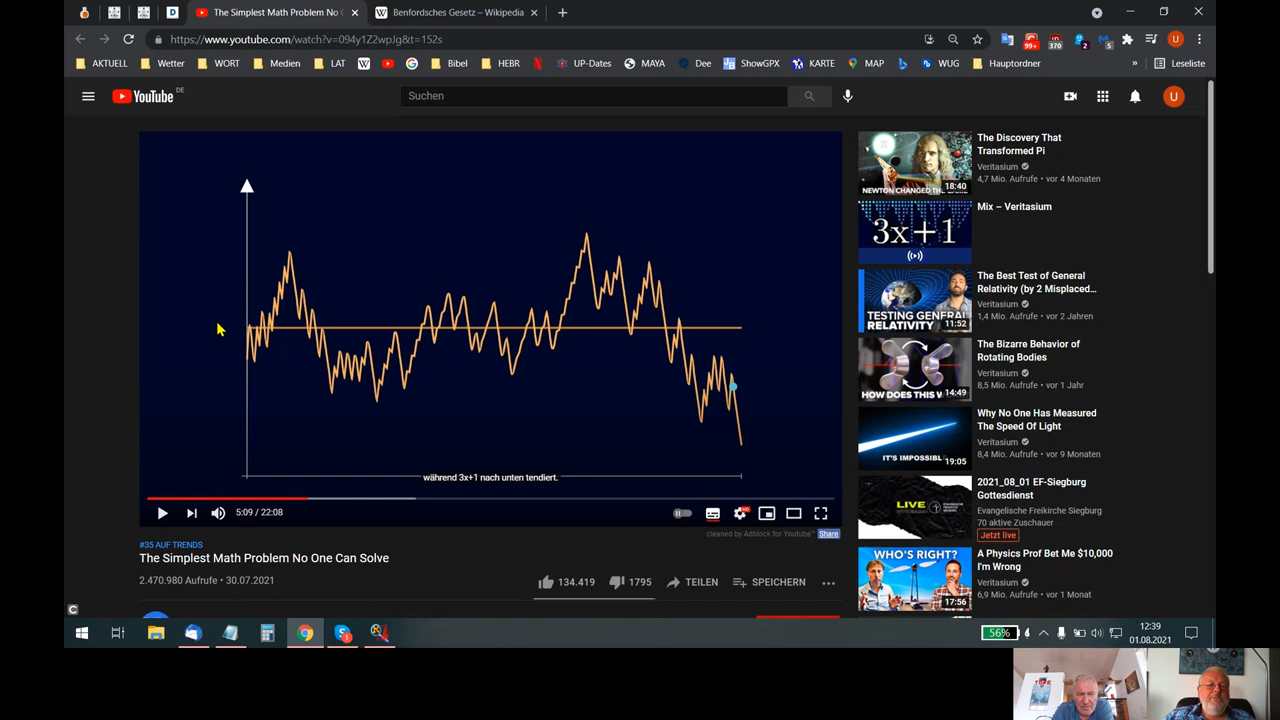 The Simplest Math Problem No O
Benfordsches Gesetz – Wikipedia
https://www.youtube.com/watch?v=094y1Z2wpJg&t=152s
99+
370
2
5
U
AKTUELL
Wetter
WORT
Medien
LAT
Bibel
HEBR
UP-Dates
MAYA
Dee
ShowGPX
KARTE
MAP
WUG
Hauptordner
»
Leseliste
YouTube DE
Suchen
U
während 3x+1 nach unten tendiert.
5:09 / 22:08
HD
cleaned by Adblock for Youtube™ Share
#35 AUF TRENDS
The Simplest Math Problem No One Can Solve
2.470.980 Aufrufe • 30.07.2021
134.419
1795
TEILEN
SPEICHERN
NEWTON CHANGED THE
18:40
The Discovery That
Transformed Pi
Veritasium
4,7 Mio. Aufrufe • vor 4 Monaten
3x+1
Mix – Veritasium
TESTING GENERAL
RELATIVITY
11:52
The Best Test of General
Relativity (by 2 Misplaced...
Veritasium
1,4 Mio. Aufrufe • vor 2 Jahren
HOW DOES THIS
14:49
The Bizarre Behavior of
Rotating Bodies
Veritasium
8,5 Mio. Aufrufe • vor 1 Jahr
IT'S IMPOSSIBL
19:05
Why No One Has Measured
The Speed Of Light
Veritasium
8,4 Mio. Aufrufe • vor 9 Monaten
LIVE
2021_08_01 EF-Siegburg
Gottesdienst
Evangelische Freikirche Siegburg
70 aktive Zuschauer
Jetzt live
WHO'S RIGHT?
17:56
A Physics Prof Bet Me $10,000
I'm Wrong
Veritasium
6,9 Mio. Aufrufe • vor 1 Monat
56%
12:39
01.08.2021